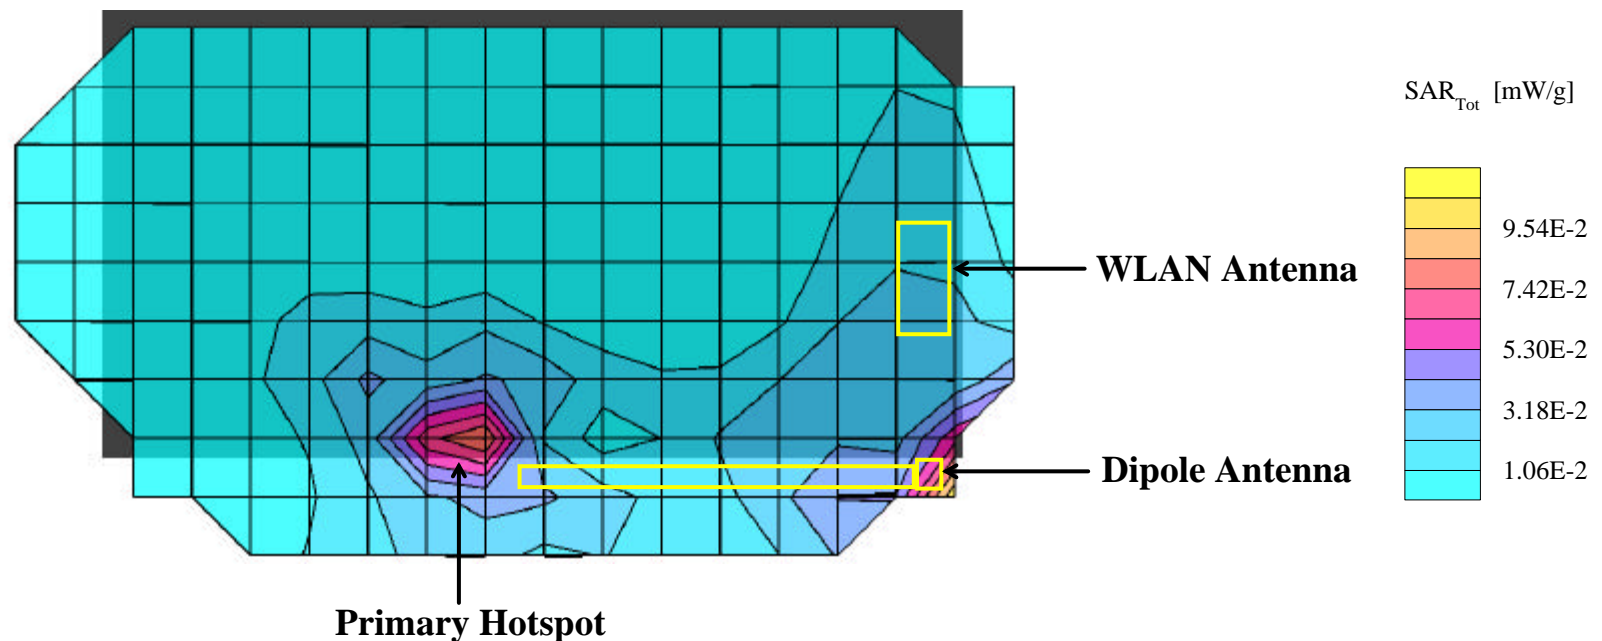 SAR_Tot [mW/g]
9.54E-2
WLAN Antenna
7.42E-2
5.30E-2
3.18E-2
Dipole Antenna
1.06E-2
Primary Hotspot